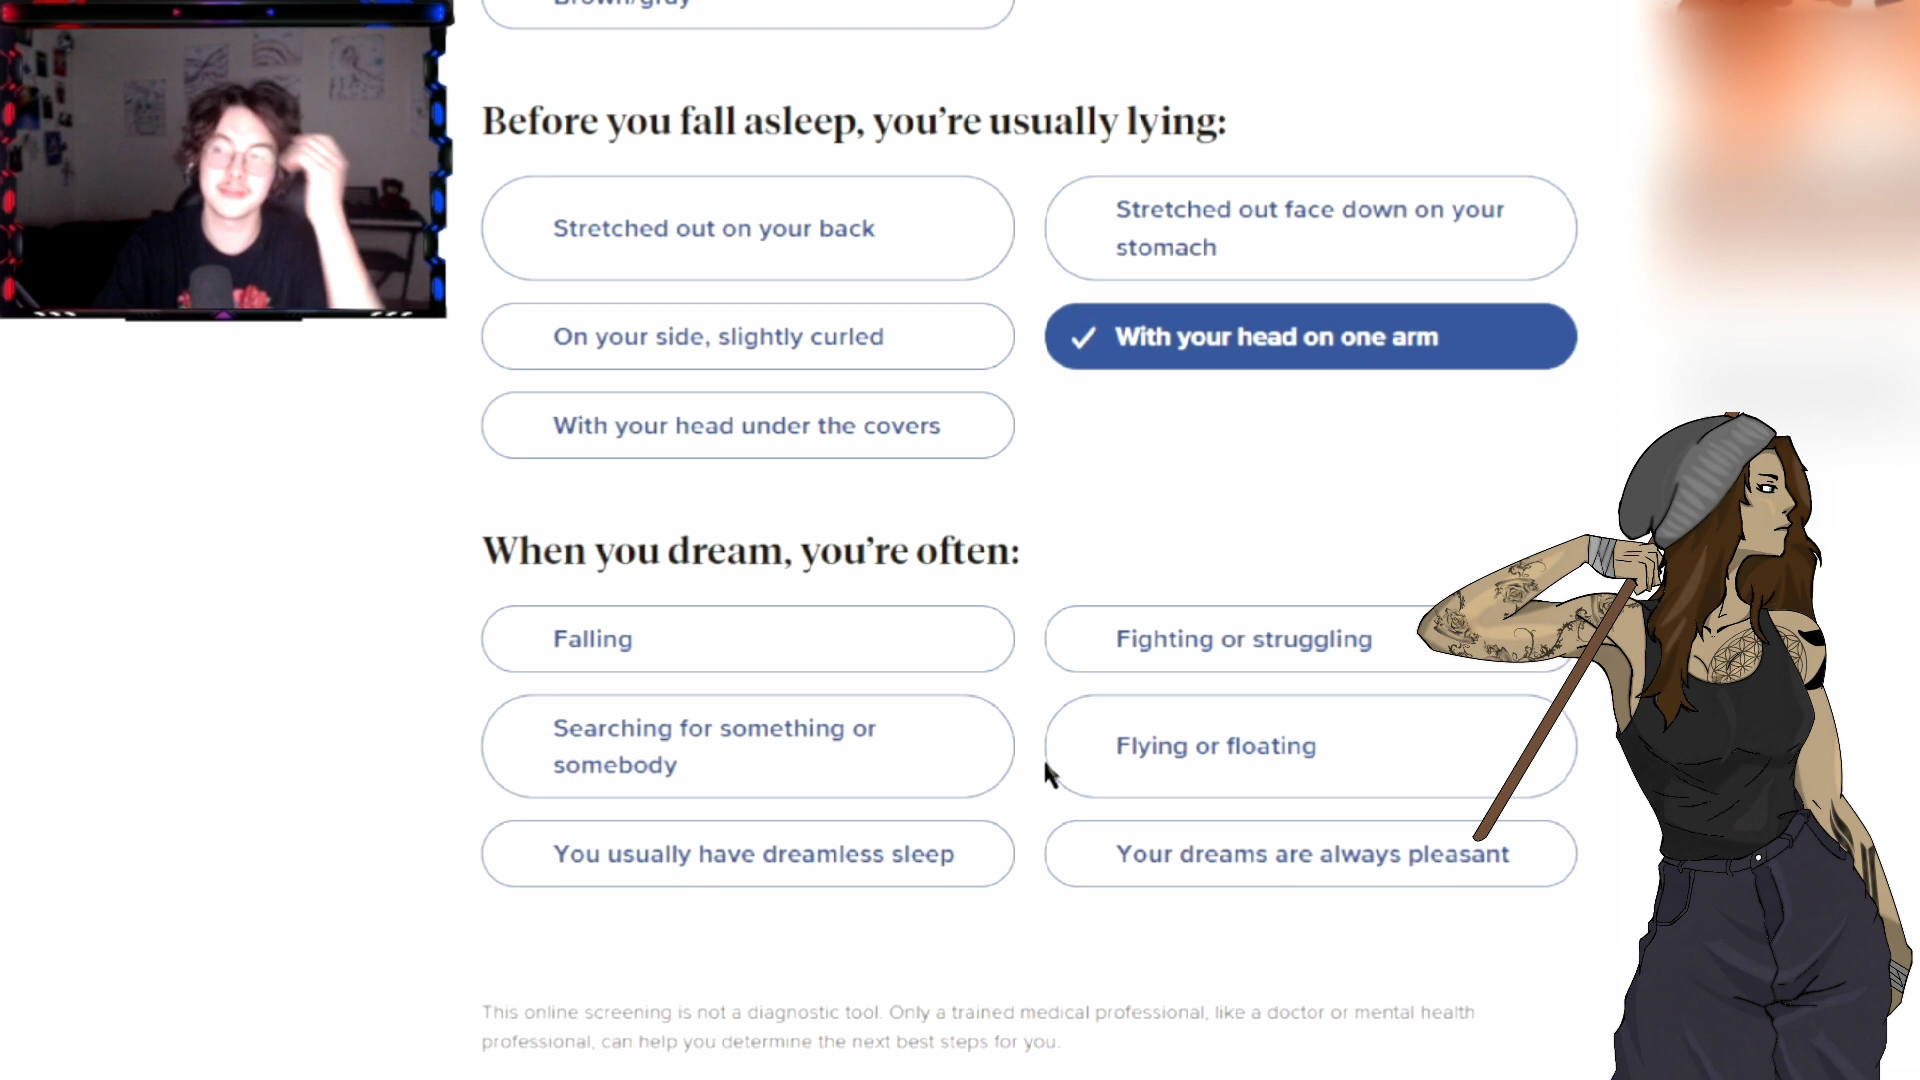 Brown/gray
Before you fall asleep, you’re usually lying:
Stretched out on your back
Stretched out face down on your
stomach
On your side, slightly curled
With your head on one arm
With your head under the covers
When you dream, you’re often:
Falling
Fighting or struggling
Searching for something or
somebody
Flying or floating
You usually have dreamless sleep
Your dreams are always pleasant
This online screening is not a diagnostic tool. Only a trained medical professional, like a doctor or mental health
professional, can help you determine the next best steps for you.